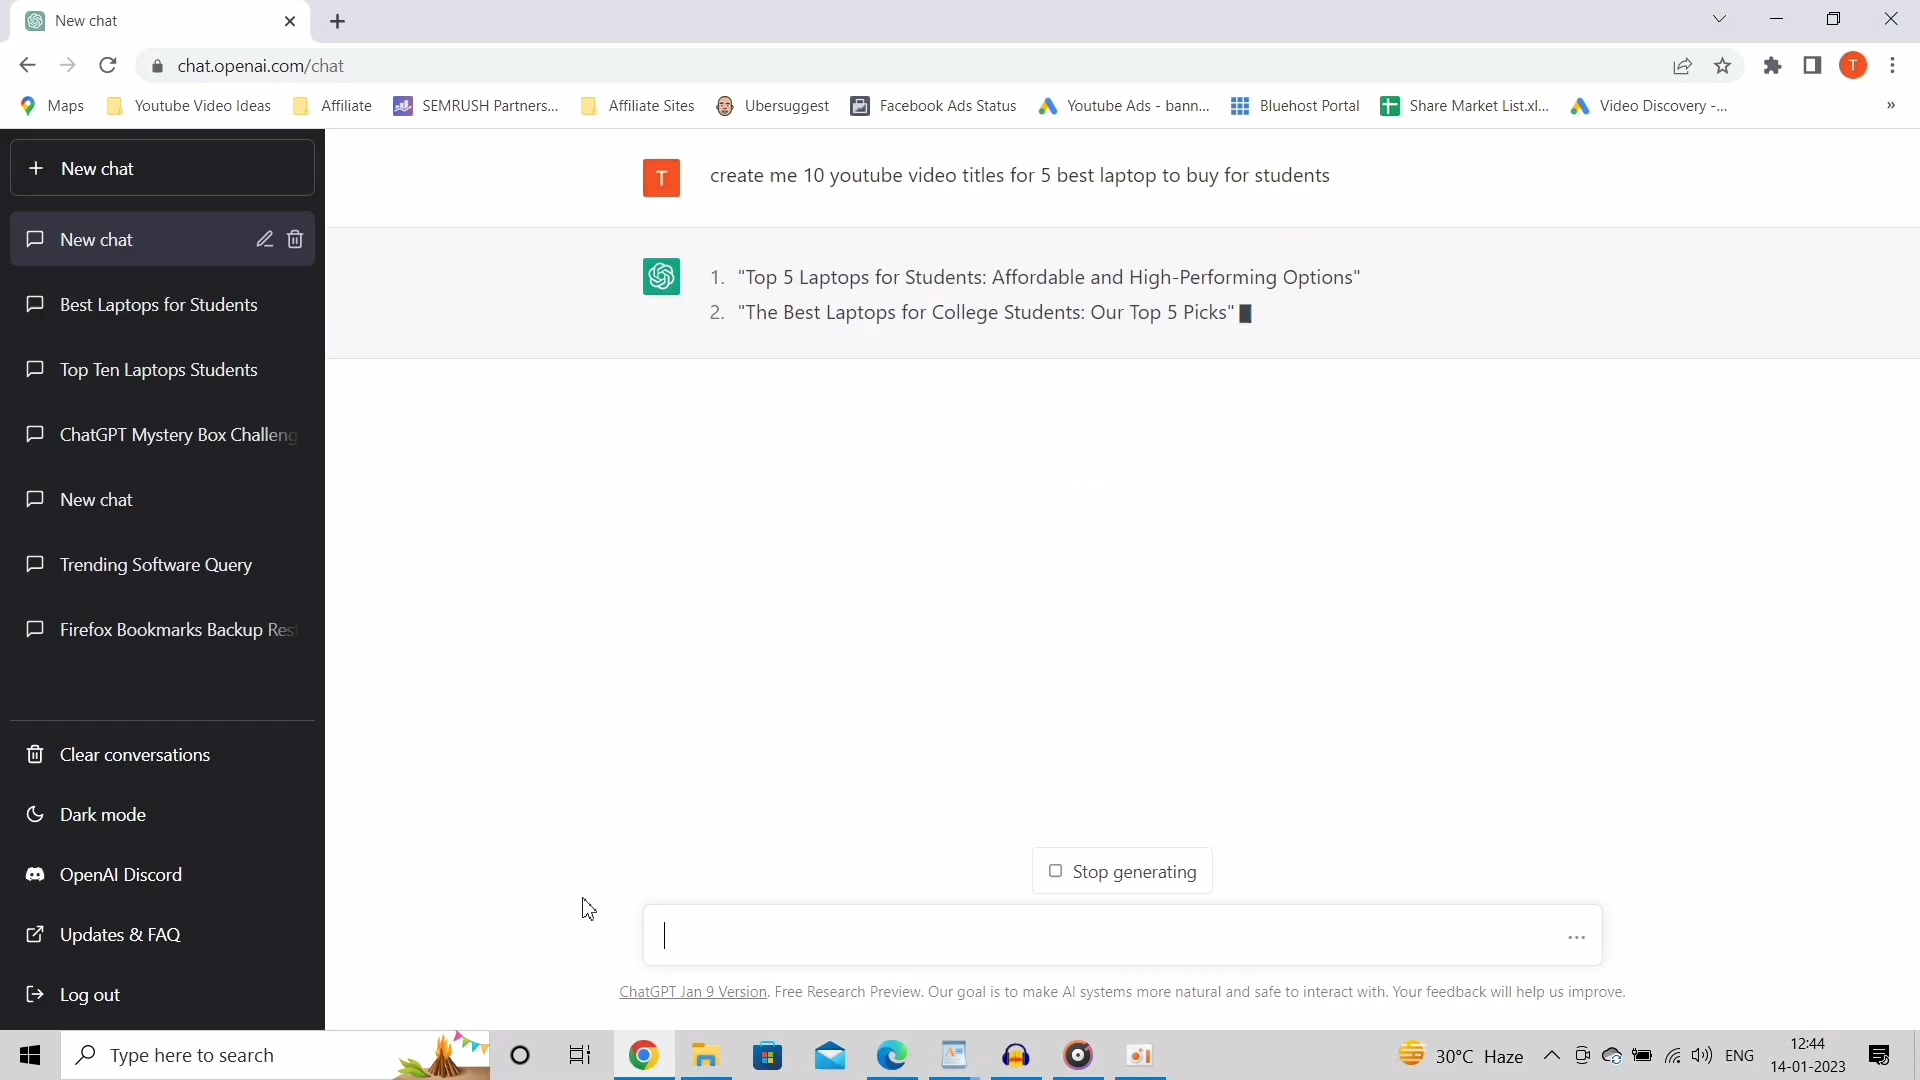 New chat
chat.openai.com/chat
T
Maps
Youtube Video Ideas
Affiliate
SEMRUSH Partners...
Affiliate Sites
Ubersuggest
Facebook Ads Status
Youtube Ads - bann...
Bluehost Portal
Share Market List.xl...
Video Discovery -...
»
New chat
New chat
Best Laptops for Students
Top Ten Laptops Students
ChatGPT Mystery Box Challeng
New chat
Trending Software Query
Firefox Bookmarks Backup Res
Clear conversations
Dark mode
OpenAI Discord
Updates & FAQ
Log out
T
create me 10 youtube video titles for 5 best laptop to buy for students
1. "Top 5 Laptops for Students: Affordable and High-Performing Options"
2. "The Best Laptops for College Students: Our Top 5 Picks"
Stop generating
...
ChatGPT Jan 9 Version. Free Research Preview. Our goal is to make AI systems more natural and safe to interact with. Your feedback will help us improve.
Type here to search
30°C Haze
ENG
12:44
14-01-2023